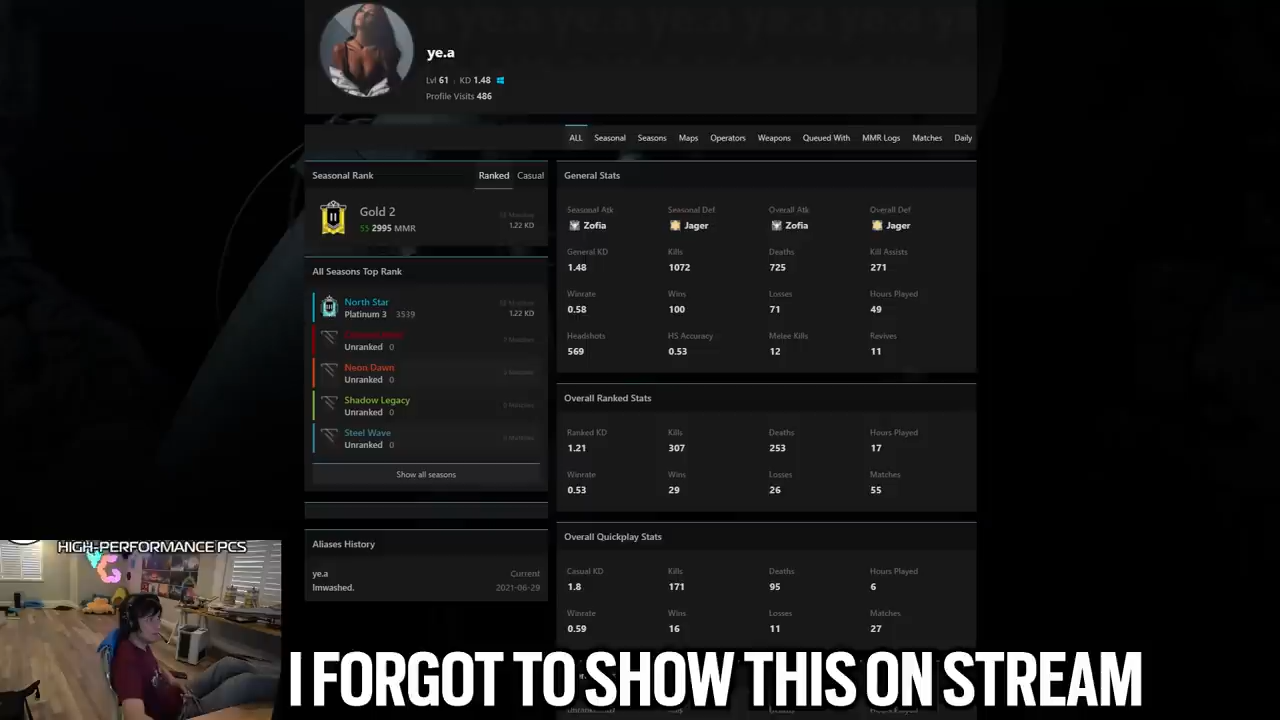 ye.a
Lvl 61 KD 1.48
Profile Visits 486
ALL Seasonal Seasons Maps Operators Weapons Queued With MMR Logs Matches Daily
Seasonal Rank Ranked Casual
Gold 2
55 2995 MMR 1.22 KD
All Seasons Top Rank
North Star
Platinum 3 3539 1.22 KD
Unranked 0
Neon Dawn
Unranked 0
Shadow Legacy
Unranked 0
Steel Wave
Unranked 0
Show all seasons
Aliases History
ye.a Current
Imwashed. 2021-06-29
General Stats
Seasonal Atk Seasonal Def Overall Atk Overall Def
Zofia Jager Zofia Jager
General KD Kills Deaths Kill Assists
1.48 1072 725 271
Winrate Wins Losses Hours Played
0.58 100 71 49
Headshots HS Accuracy Melee Kills Revives
569 0.53 12 11
Overall Ranked Stats
Ranked KD Kills Deaths Hours Played
1.21 307 253 17
Winrate Wins Losses Matches
0.53 29 26 55
Overall Quickplay Stats
Casual KD Kills Deaths Hours Played
1.8 171 95 6
Winrate Wins Losses Matches
0.59 16 11 27
HIGH-PERFORMANCE PCS
I FORGOT TO SHOW THIS ON STREAM